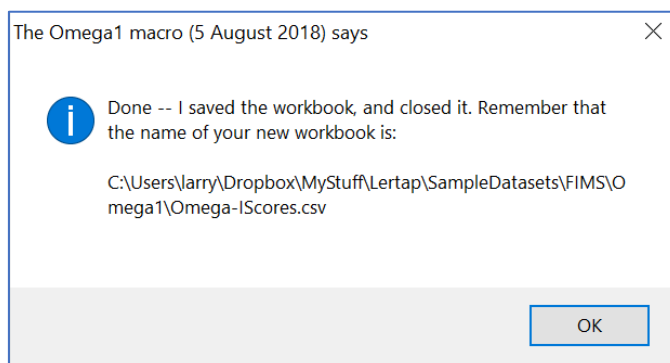 The Omega1 macro (5 August 2018) says
Done -- I saved the workbook, and closed it. Remember that
the name of your new workbook is:
C:\Users\larry\Dropbox\MyStuff\Lertap\SampleDatasets\FIMS\O
mega1\Omega-IScores.csv
OK